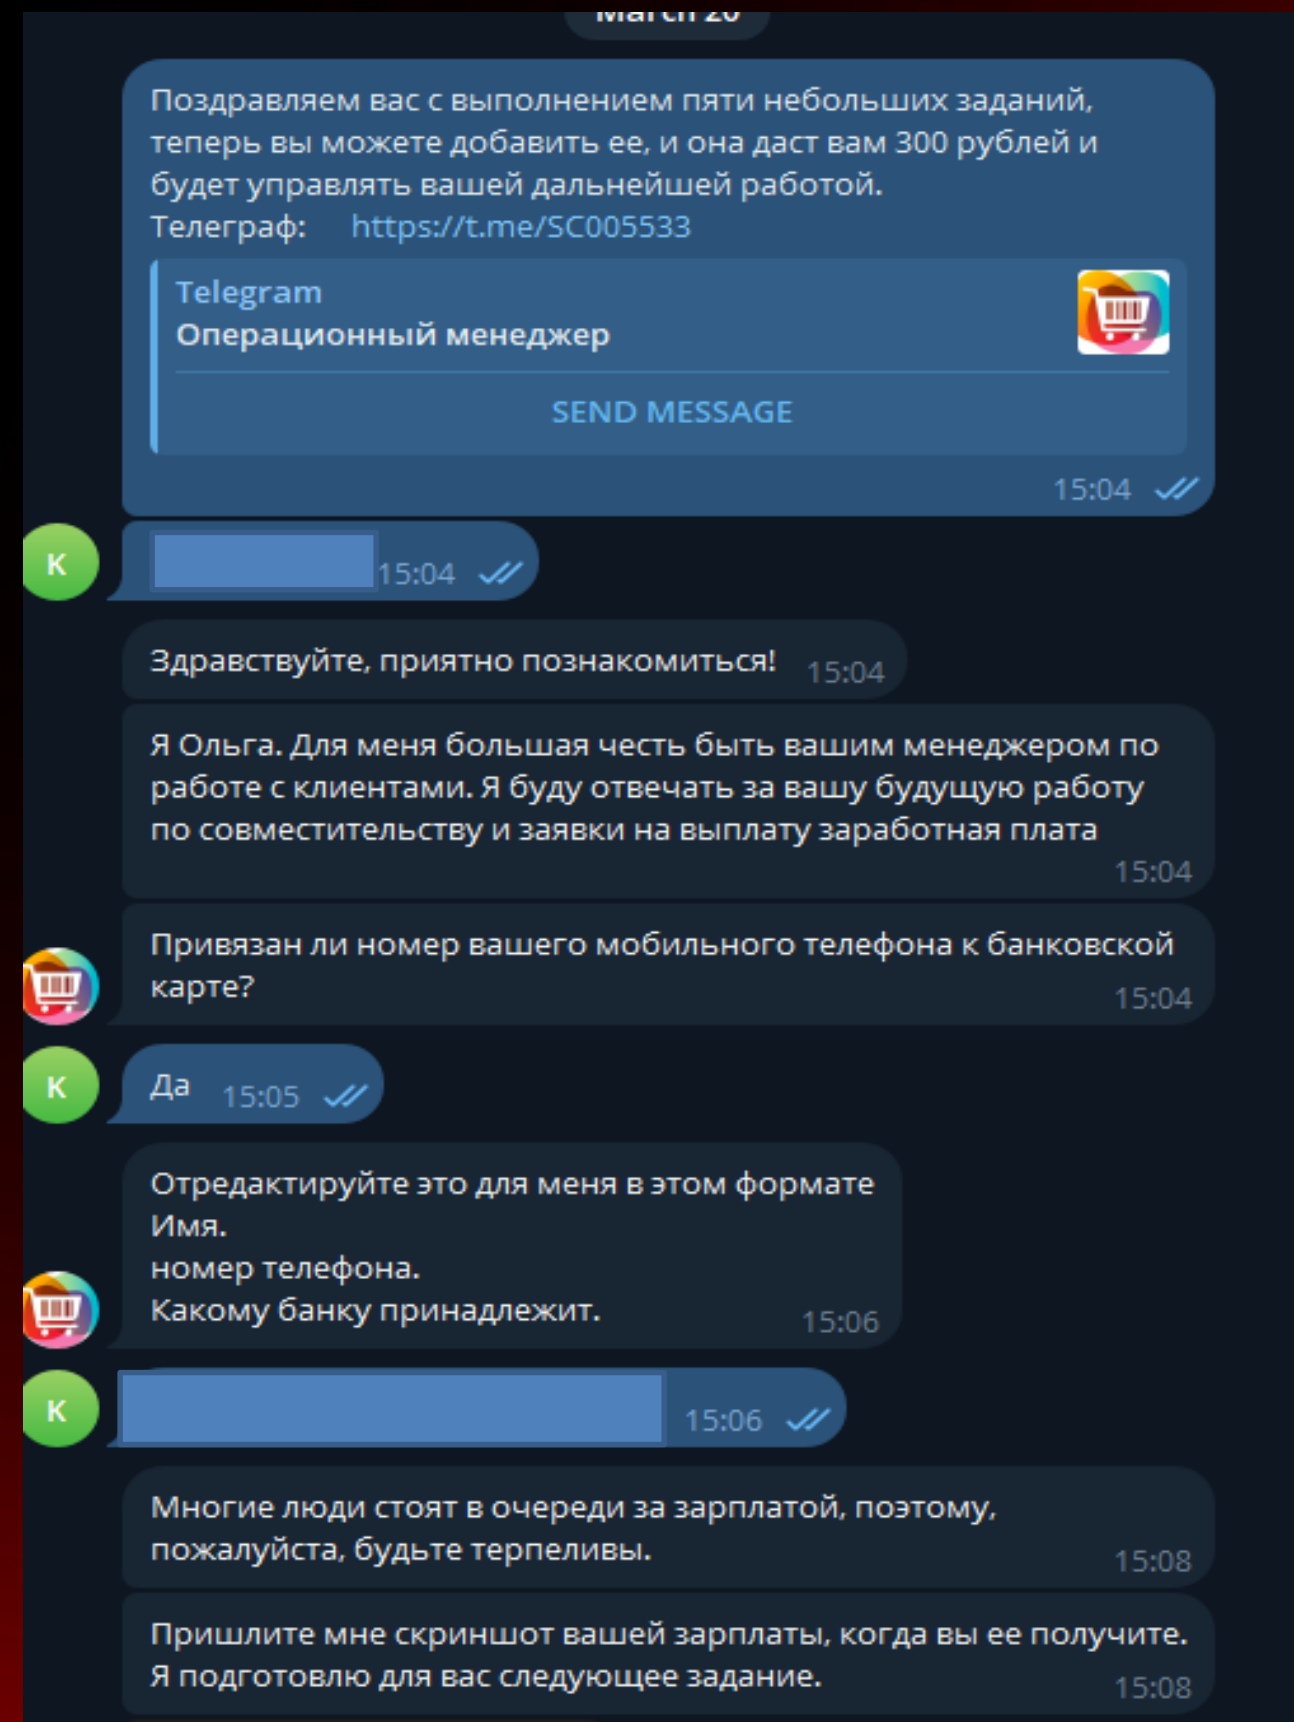 March 20
Поздравляем вас с выполнением пяти небольших заданий,
теперь вы можете добавить ее, и она даст вам 300 рублей и
будет управлять вашей дальнейшей работой.
Телеграф: https://t.me/SC005533
Telegram
Операционный менеджер
SEND MESSAGE
15:04
K
15:04
Здравствуйте, приятно познакомиться! 15:04
Я Ольга. Для меня большая честь быть вашим менеджером по
работе с клиентами. Я буду отвечать за вашу будущую работу
по совместительству и заявки на выплату заработная плата
15:04
Привязан ли номер вашего мобильного телефона к банковской
карте?
15:04
K
Да 15:05
Отредактируйте это для меня в этом формате
Имя.
номер телефона.
Какому банку принадлежит.
15:06
K
15:06
Многие люди стоят в очереди за зарплатой, поэтому,
пожалуйста, будьте терпеливы.
15:08
Пришлите мне скриншот вашей зарплаты, когда вы ее получите.
Я подготовлю для вас следующее задание.
15:08